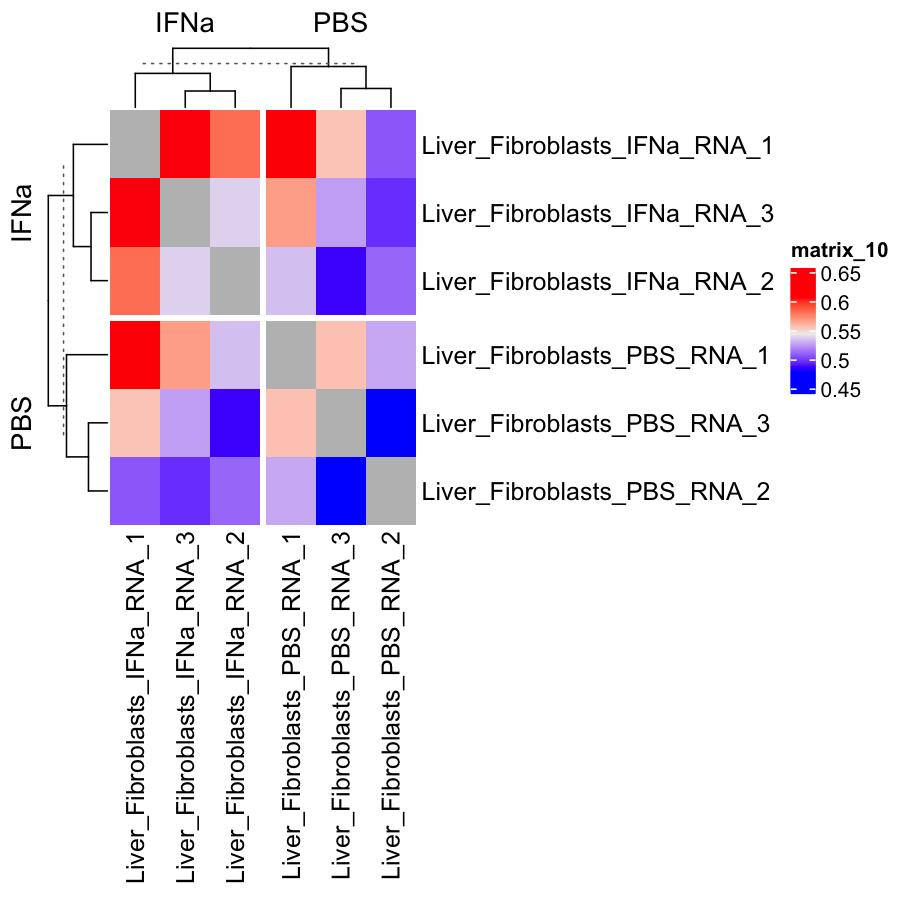 IFNa PBS
IFNa
PBS
Liver_Fibroblasts_IFNa_RNA_1
Liver_Fibroblasts_IFNa_RNA_3
Liver_Fibroblasts_IFNa_RNA_2
Liver_Fibroblasts_PBS_RNA_1
Liver_Fibroblasts_PBS_RNA_3
Liver_Fibroblasts_PBS_RNA_2
matrix_10
0.65
0.6
0.55
0.5
0.45
Liver_Fibroblasts_IFNa_RNA_1
Liver_Fibroblasts_IFNa_RNA_3
Liver_Fibroblasts_IFNa_RNA_2
Liver_Fibroblasts_PBS_RNA_1
Liver_Fibroblasts_PBS_RNA_3
Liver_Fibroblasts_PBS_RNA_2